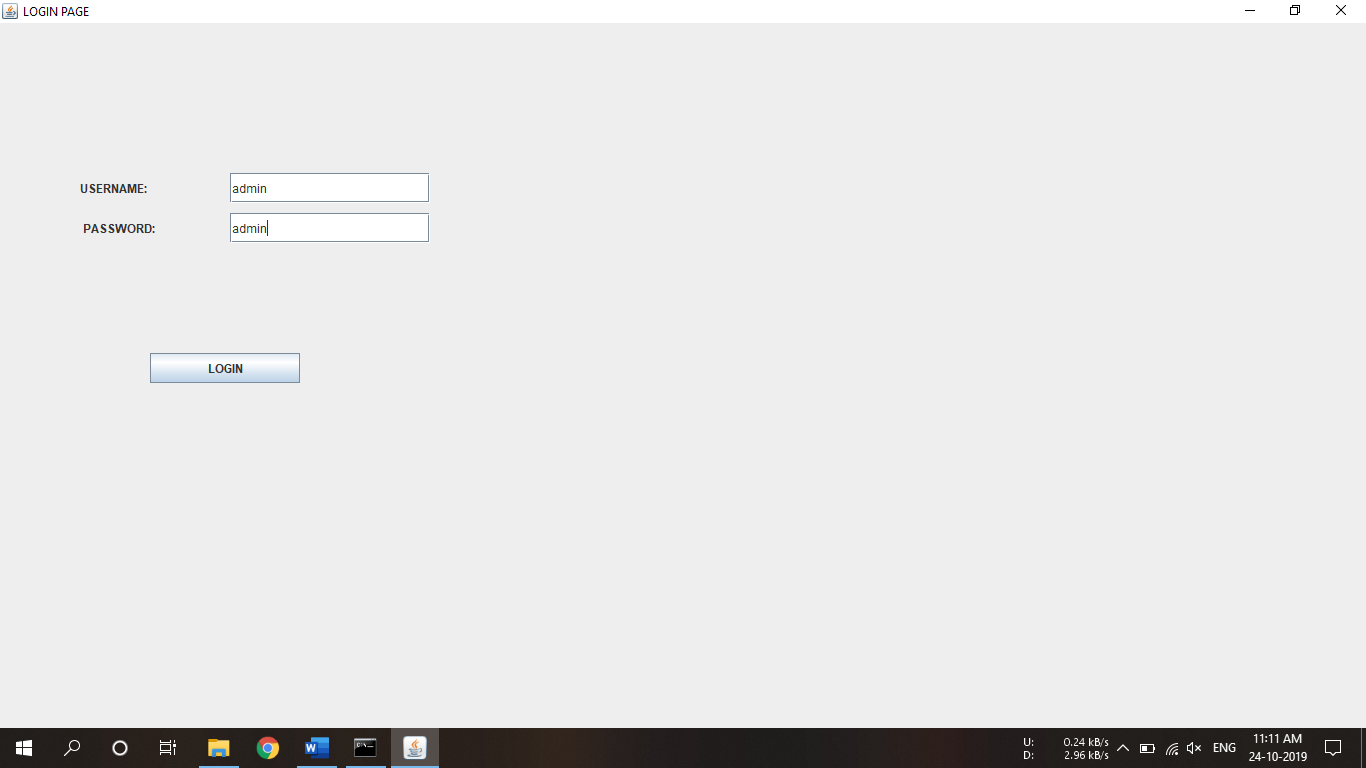 LOGIN PAGE
USERNAME: admin
PASSWORD: admin
LOGIN
U: 0.24 kB/s
D: 2.96 kB/s
ENG
11:11 AM
24-10-2019